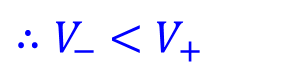 ∴ V₋ < V₊